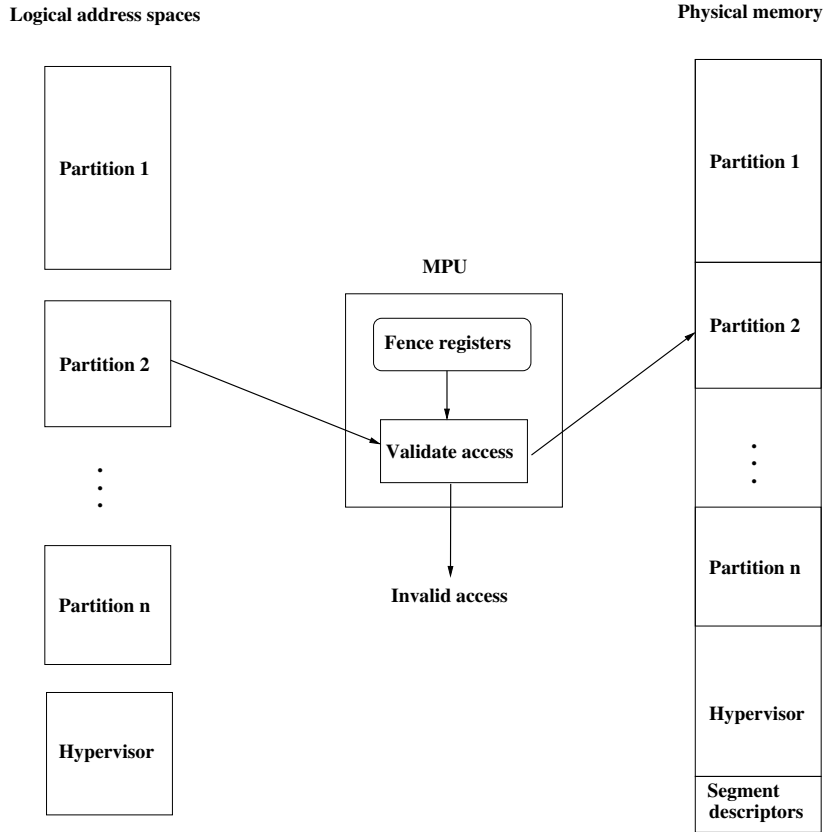 Logical address spaces
Physical memory
Partition 1
Partition 1
MPU
Fence registers
Partition 2
Partition 2
Validate access
Invalid access
Partition n
Partition n
Hypervisor
Hypervisor
Segment
descriptors